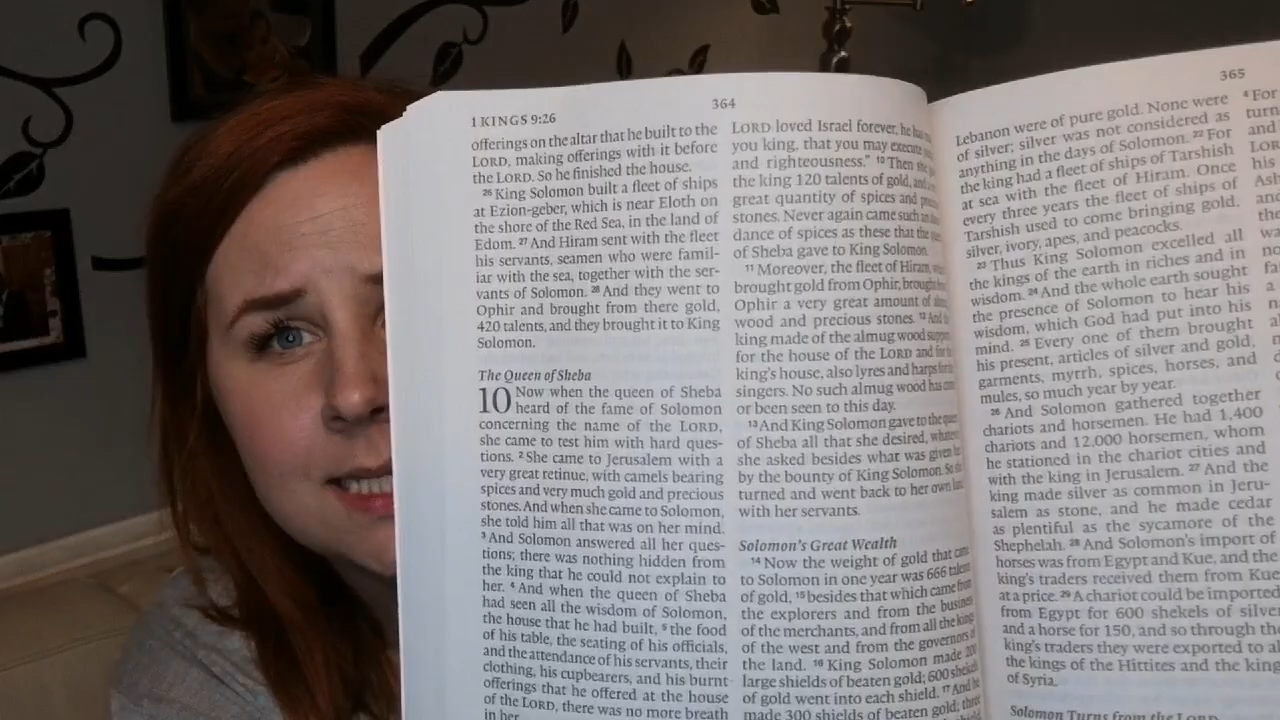 1 KINGS 9:26
364
offerings on the altar that he built to the
LORD, making offerings with it before
the LORD. So he finished the house.
26 King Solomon built a fleet of ships
at Ezion-geber, which is near Eloth on
the shore of the Red Sea, in the land of
Edom. 27 And Hiram sent with the fleet
his servants, seamen who were famil-
iar with the sea, together with the ser-
vants of Solomon. 28 And they went to
Ophir and brought from there gold,
420 talents, and they brought it to King
Solomon.
The Queen of Sheba
10 Now when the queen of Sheba
heard of the fame of Solomon
concerning the name of the LORD,
she came to test him with hard ques-
tions. 2 She came to Jerusalem with a
very great retinue, with camels bearing
spices and very much gold and precious
stones. And when she came to Solomon,
she told him all that was on her mind.
3 And Solomon answered all her ques-
tions; there was nothing hidden from
the king that he could not explain to
her. 4 And when the queen of Sheba
had seen all the wisdom of Solomon,
the house that he had built, 5 the food
of his table, the seating of his officials,
and the attendance of his servants, their
clothing, his cupbearers, and his burnt
offerings that he offered at the house
of the LORD, there was no more breath
in her.
LORD loved Israel forever, he has
you king, that you may execute
and righteousness." 10 Then she
the king 120 talents of gold, and
great quantity of spices and
stones. Never again came such
dance of spices as these that the
of Sheba gave to King Solomon.
11 Moreover, the fleet of Hiram,
brought gold from Ophir, brought
Ophir a very great amount of
wood and precious stones. 12 And
king made of the almug wood
for the house of the LORD and for
king's house, also lyres and harps for
singers. No such almug wood has
or been seen to this day.
13 And King Solomon gave to the
of Sheba all that she desired,
she asked besides what was given
by the bounty of King Solomon. So
turned and went back to her own
with her servants.
Solomon's Great Wealth
14 Now the weight of gold that
to Solomon in one year was 666
of gold, 15 besides that which came from
the explorers and from the business
of the merchants, and from all the
of the west and from the governors of
the land. 16 King Solomon made 200
large shields of beaten gold; 600 shekels
of gold went into each shield. 17 And he
made 300 shields of beaten gold; three
365
Lebanon were of pure gold. None were
of silver; silver was not considered as
anything in the days of Solomon. 22 For
the king had a fleet of ships of Tarshish
at sea with the fleet of Hiram. Once
every three years the fleet of ships of
Tarshish used to come bringing gold,
silver, ivory, apes, and peacocks.
23 Thus King Solomon excelled all
the kings of the earth in riches and in
wisdom. 24 And the whole earth sought
the presence of Solomon to hear his
wisdom, which God had put into his
mind. 25 Every one of them brought
his present, articles of silver and gold,
garments, myrrh, spices, horses, and
mules, so much year by year.
26 And Solomon gathered together
chariots and horsemen. He had 1,400
chariots and 12,000 horsemen, whom
he stationed in the chariot cities and
with the king in Jerusalem. 27 And the
king made silver as common in Jeru-
salem as stone, and he made cedar
as plentiful as the sycamore of the
Shephelah. 28 And Solomon's import of
horses was from Egypt and Kue, and the
king's traders received them from Kue
at a price. 29 A chariot could be imported
from Egypt for 600 shekels of silver
and a horse for 150, and so through the
king's traders they were exported to
the kings of the Hittites and the
of Syria.
Solomon Turns from the Lord
4 For
turn
and
LOR
his
Ash
and
the